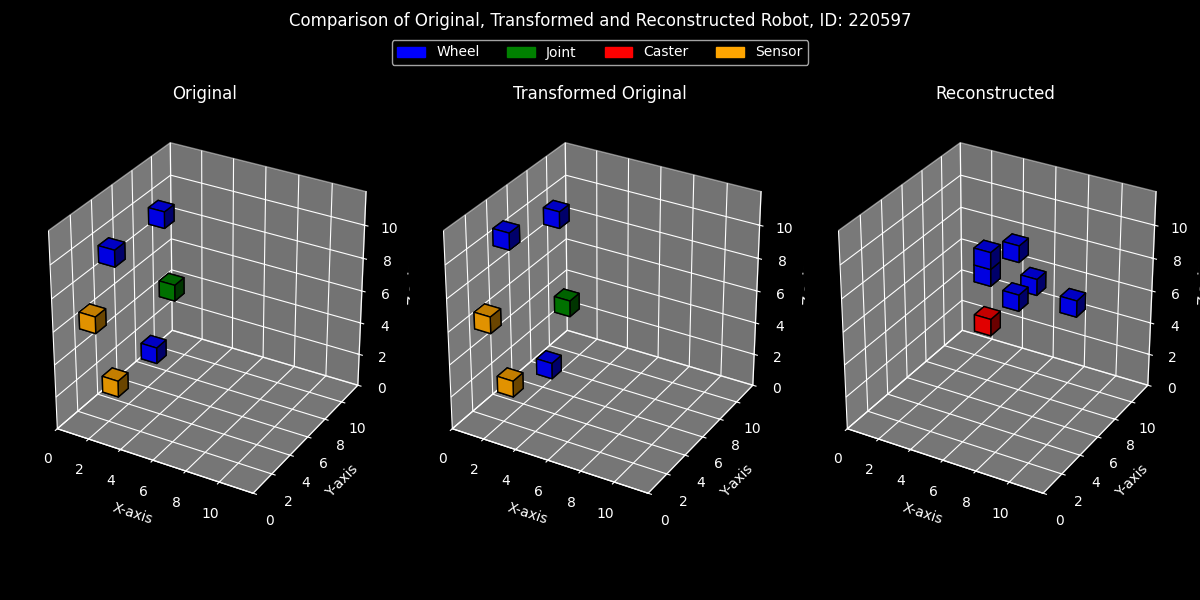 Comparison of Original, Transformed and Reconstructed Robot, ID: 220597
Wheel Joint Caster Sensor
Original Transformed Original Reconstructed
10 10 10
8 8 8
6 6 6
4 4 4
2 2 2
0 0 0
0 2 4 6 8 10 0 2 4 6 8 10 0 2 4 6 8 10
X-axis X-axis X-axis
0 2 4 6 8 10 0 2 4 6 8 10 0 2 4 6 8 10
Y-axis Y-axis Y-axis